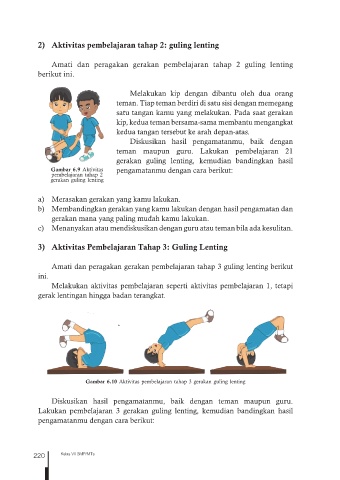 2) Aktivitas pembelajaran tahap 2: guling lenting
Amati dan peragakan gerakan pembelajaran tahap 2 guling lenting
berikut ini.
Melakukan kip dengan dibantu oleh dua orang
teman. Tiap teman berdiri di satu sisi dengan memegang
satu tangan kamu yang melakukan. Pada saat gerakan
kip, kedua teman bersama-sama membantu mengangkat
kedua tangan tersebut ke arah depan-atas.
Diskusikan hasil pengamatanmu, baik dengan
teman maupun guru. Lakukan pembelajaran 21
gerakan guling lenting, kemudian bandingkan hasil
pengamatanmu dengan cara berikut:
Gambar 6.9 Aktivitas
pembelajaran tahap 2
gerakan guling lenting
a) Merasakan gerakan yang kamu lakukan.
b) Membandingkan gerakan yang kamu lakukan dengan hasil pengamatan dan
gerakan mana yang paling mudah kamu lakukan.
c) Menanyakan atau mendiskusikan dengan guru atau teman bila ada kesulitan.
3) Aktivitas Pembelajaran Tahap 3: Guling Lenting
Amati dan peragakan gerakan pembelajaran tahap 3 guling lenting berikut
ini.
Melakukan aktivitas pembelajaran seperti aktivitas pembelajaran 1, tetapi
gerak lentingan hingga badan terangkat.
Gambar 6.10 Aktivitas pembelajaran tahap 3 gerakan guling lenting
Diskusikan hasil pengamatanmu, baik dengan teman maupun guru.
Lakukan pembelajaran 3 gerakan guling lenting, kemudian bandingkan hasil
pengamatanmu dengan cara berikut:
220 Kelas VII SMP/MTs